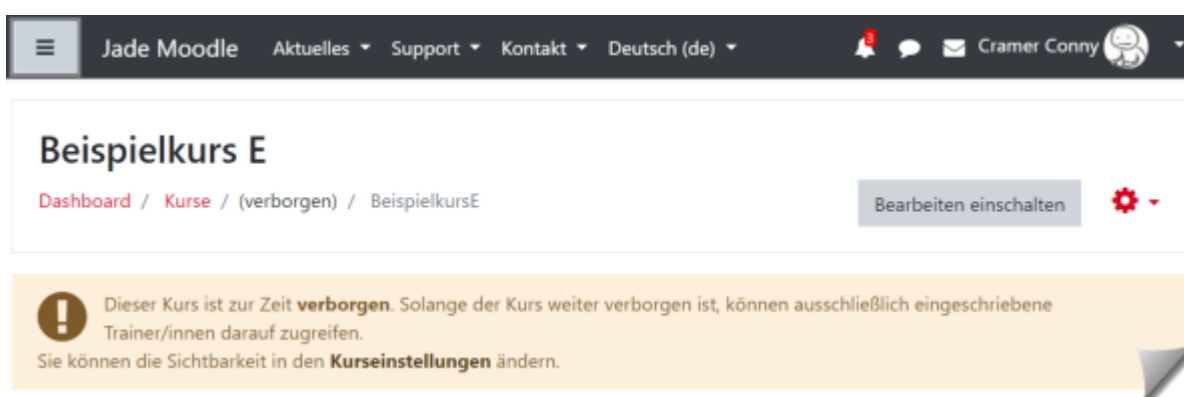 Jade Moodle Aktuelles Support Kontakt Deutsch (de) 3 Cramer Conny
Beispielkurs E
Dashboard / Kurse / (verborgen) / BeispielkursE
Bearbeiten einschalten
Dieser Kurs ist zur Zeit verborgen. Solange der Kurs weiter verborgen ist, können ausschließlich eingeschriebene
Trainer/innen darauf zugreifen.
Sie können die Sichtbarkeit in den Kurseinstellungen ändern.